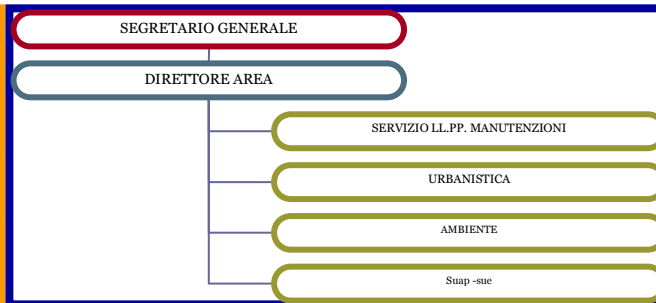 SEGRETARIO GENERALE
DIRETTORE AREA
SERVIZIO LL.PP. MANUTENZIONI
URBANISTICA
AMBIENTE
Suap -sue